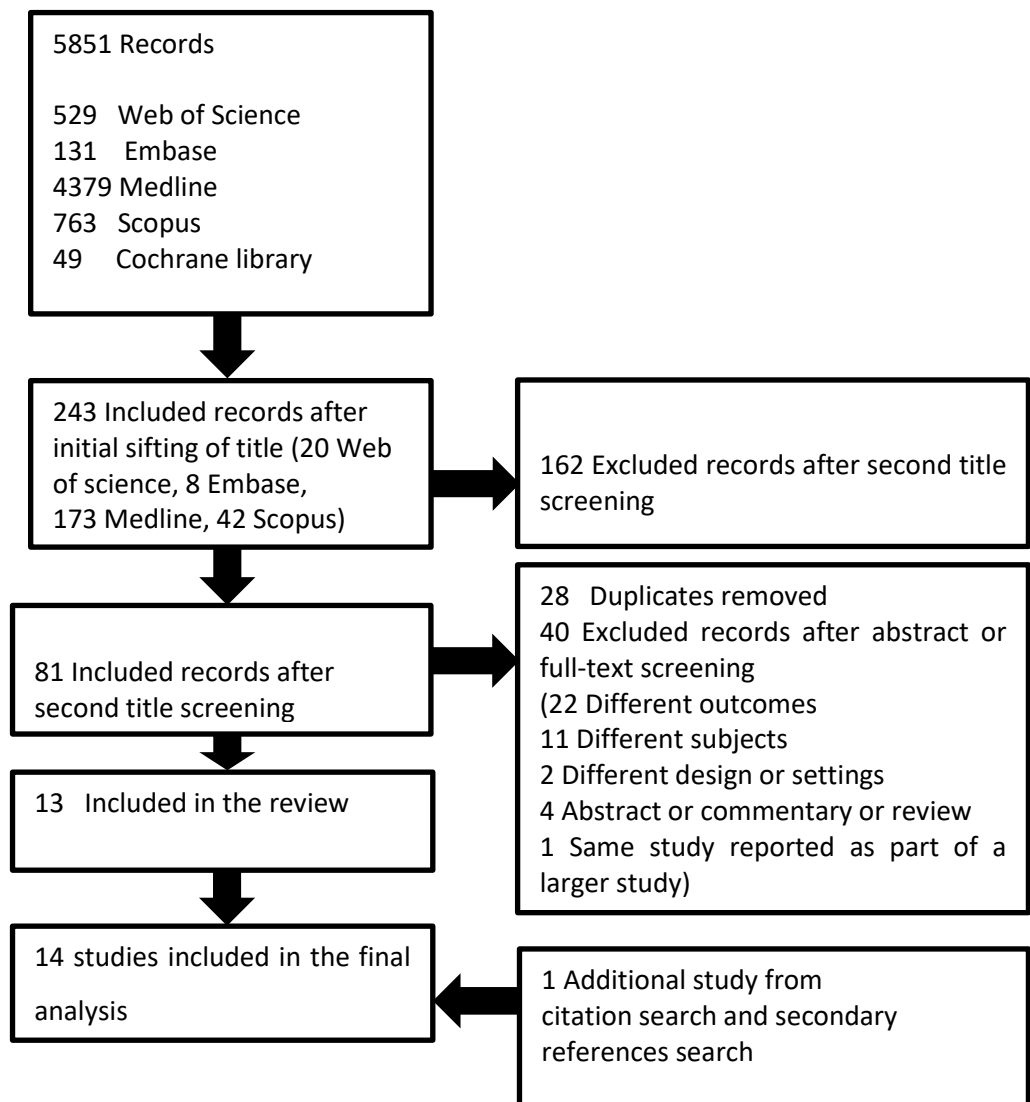 5851 Records
529 Web of Science
131 Embase
4379 Medline
763 Scopus
49 Cochrane library
243 Included records after
initial sifting of title (20 Web
of science, 8 Embase,
173 Medline, 42 Scopus)
162 Excluded records after second title
screening
81 Included records after
second title screening
28 Duplicates removed
40 Excluded records after abstract or
full-text screening
(22 Different outcomes
11 Different subjects
2 Different design or settings
4 Abstract or commentary or review
1 Same study reported as part of a
larger study)
13 Included in the review
14 studies included in the final
analysis
1 Additional study from
citation search and secondary
references search